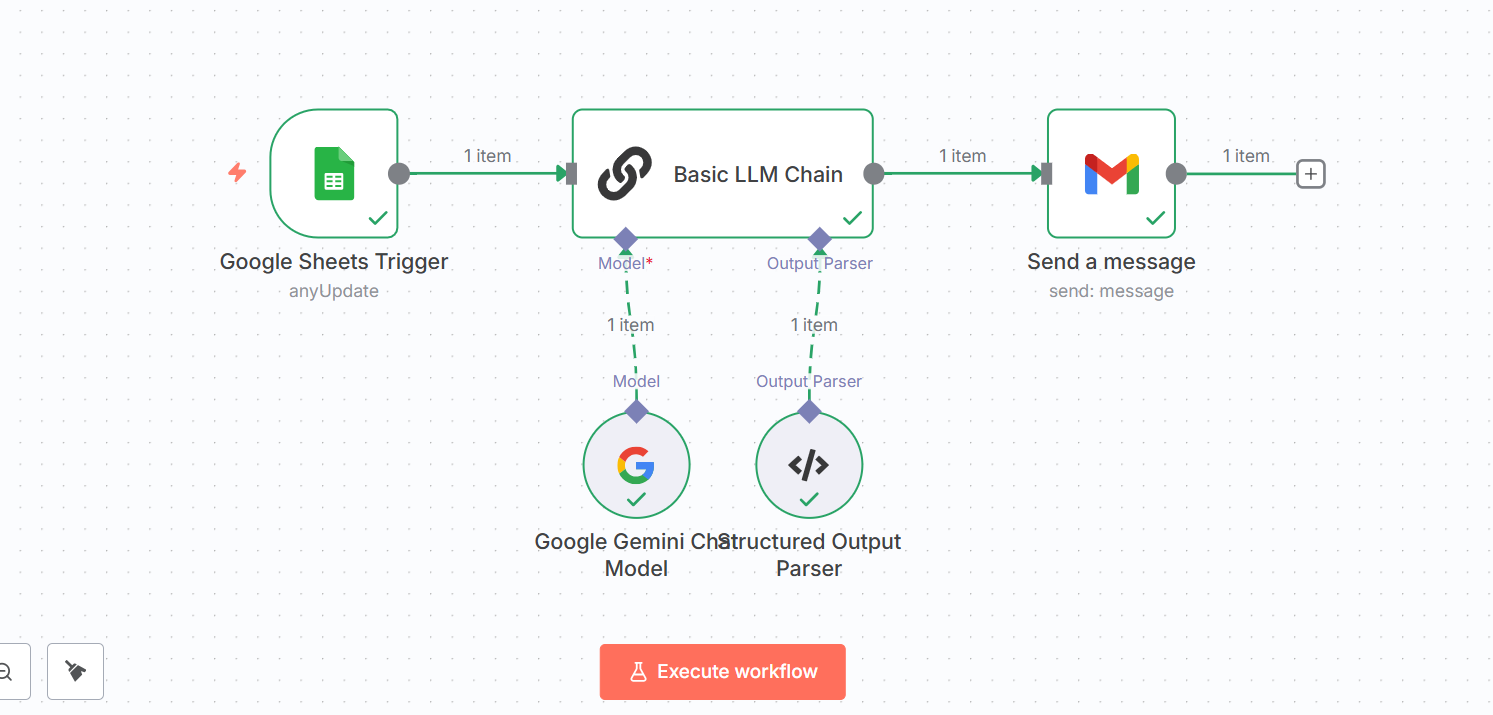 1 item
1 item
1 item
Basic LLM Chain
Google Sheets Trigger
anyUpdate
Model*
Output Parser
Send a message
send: message
1 item
1 item
Model
Output Parser
Google Gemini Chat
Model
Structured Output
Parser
Execute workflow